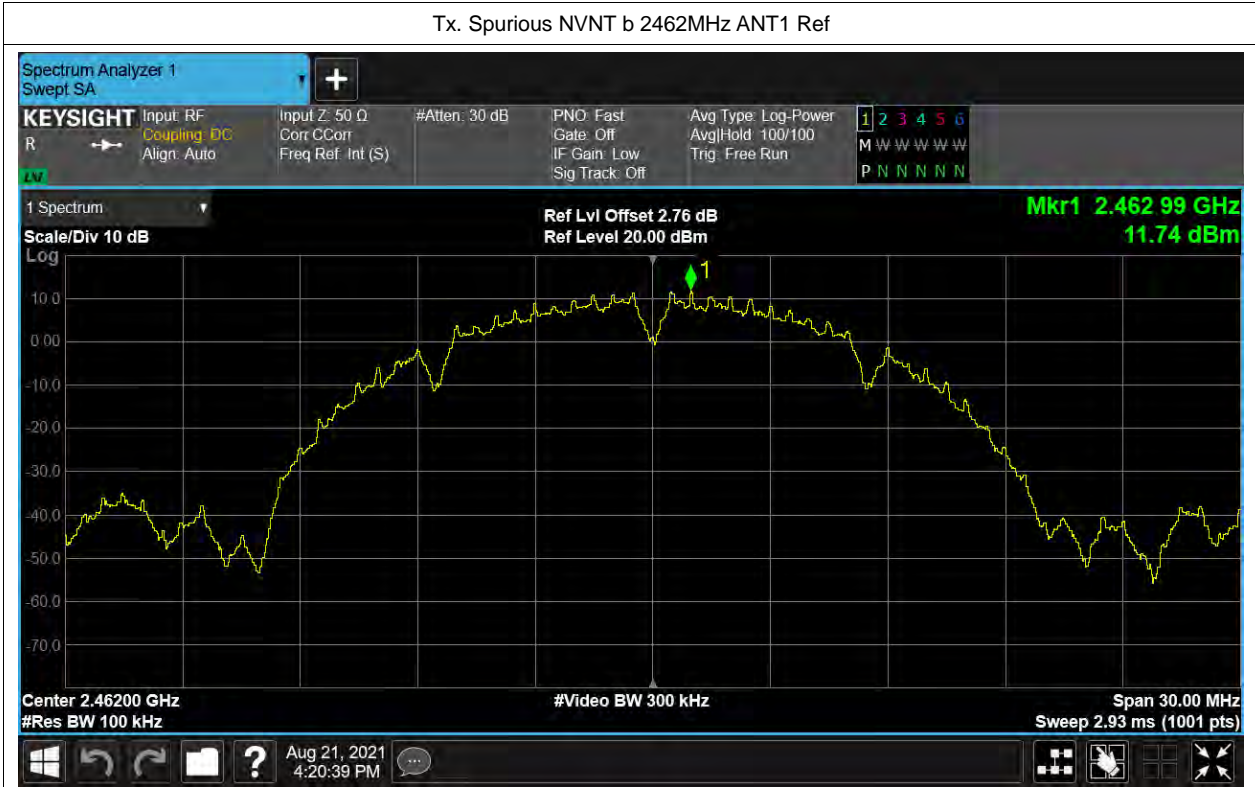 Tx. Spurious NVNT b 2462MHz ANT1 Ref
Spectrum Analyzer 1
Swept SA
+
KEYSIGHT
R
Input: RF
Coupling: DC
Align: Auto
Input Z: 50 Ω
Corr CCorr
Freq Ref: Int (S)
#Atten: 30 dB
PNO: Fast
Gate: Off
IF Gain: Low
Sig Track: Off
Avg Type: Log-Power
Avg|Hold: 100/100
Trig: Free Run
1 2 3 4 5 6
M W W W W W
P N N N N N
1 Spectrum
Scale/Div 10 dB
Ref Lvl Offset 2.76 dB
Ref Level 20.00 dBm
Mkr1 2.462 99 GHz
11.74 dBm
Log
1
10.0
0.00
-10.0
-20.0
-30.0
-40.0
-50.0
-60.0
-70.0
Center 2.46200 GHz
#Res BW 100 kHz
#Video BW 300 kHz
Span 30.00 MHz
Sweep 2.93 ms (1001 pts)
?
Aug 21, 2021
4:20:39 PM